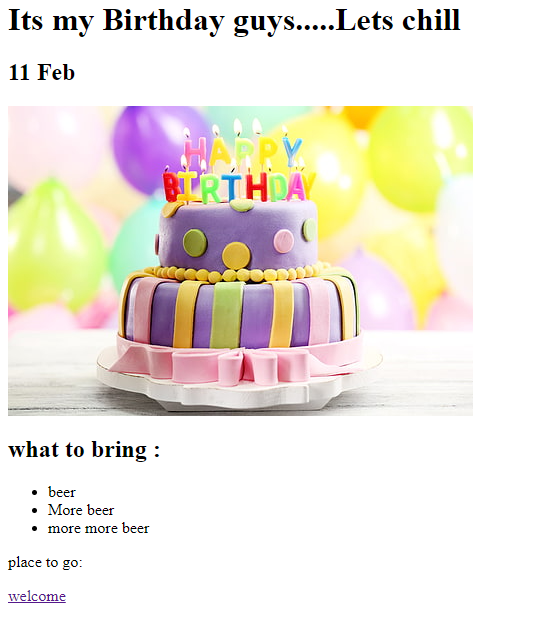 Its my Birthday guys.....Lets chill
11 Feb
HAPPY
BIRTHDAY
what to bring :
beer
More beer
more more beer
place to go:
welcome